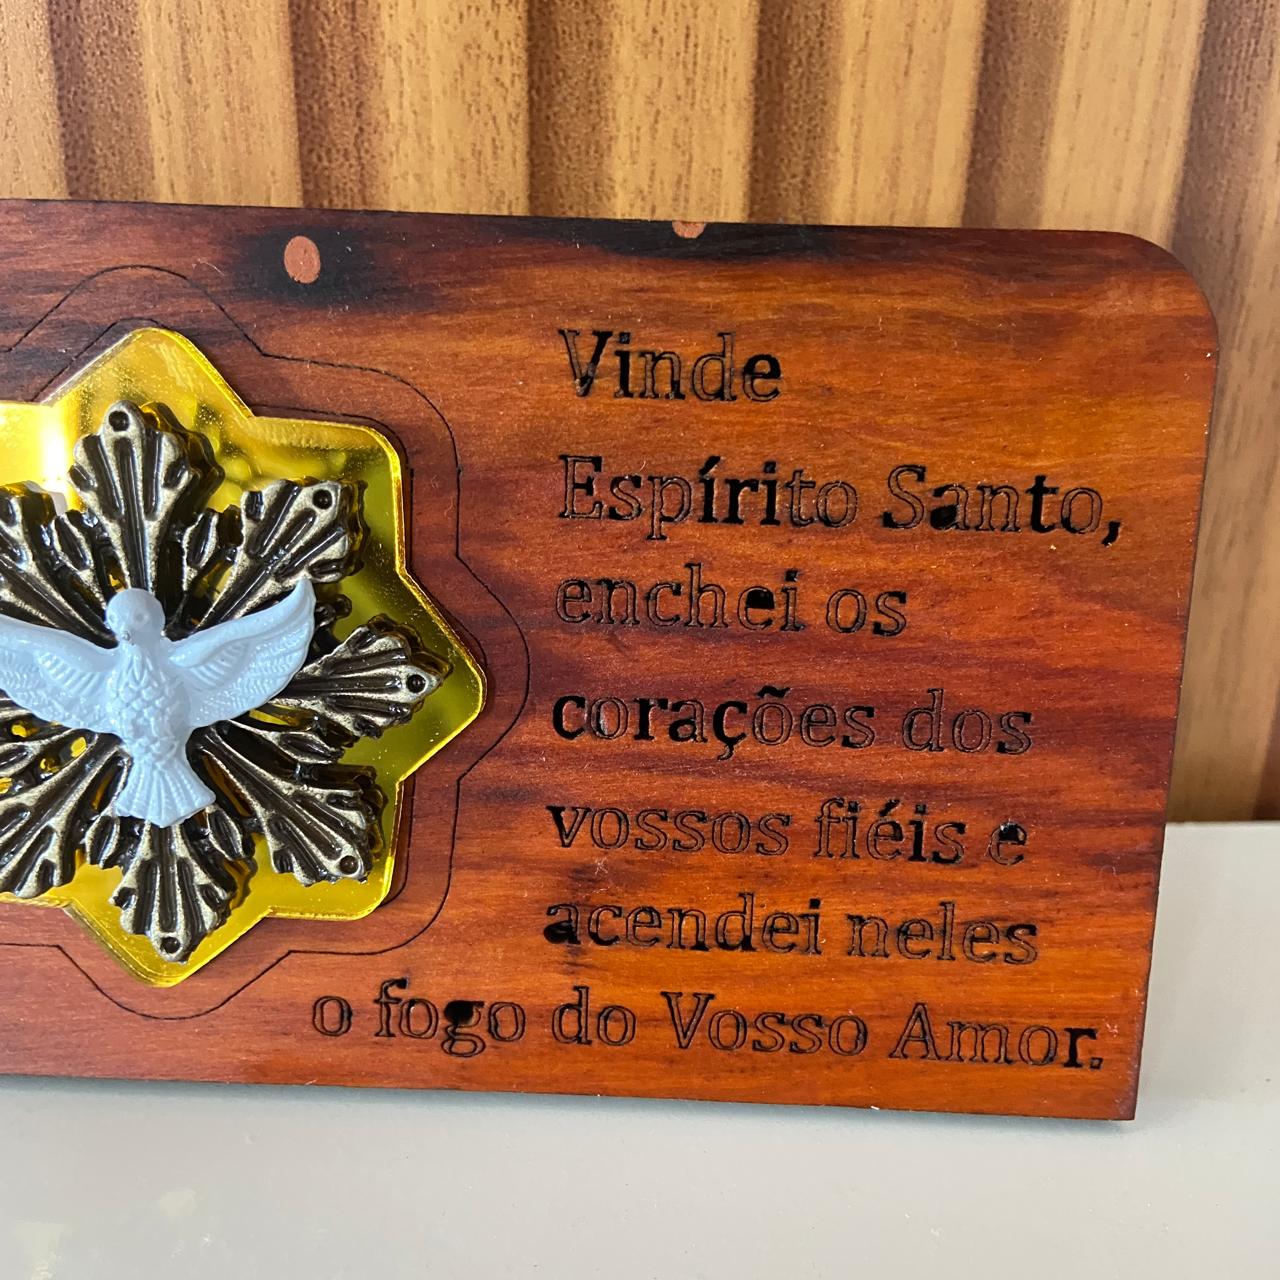 Vinde
Espírito Santo,
enchei os
corações dos
vossos fiéis e
acendei neles
o fogo do Vosso Amor.